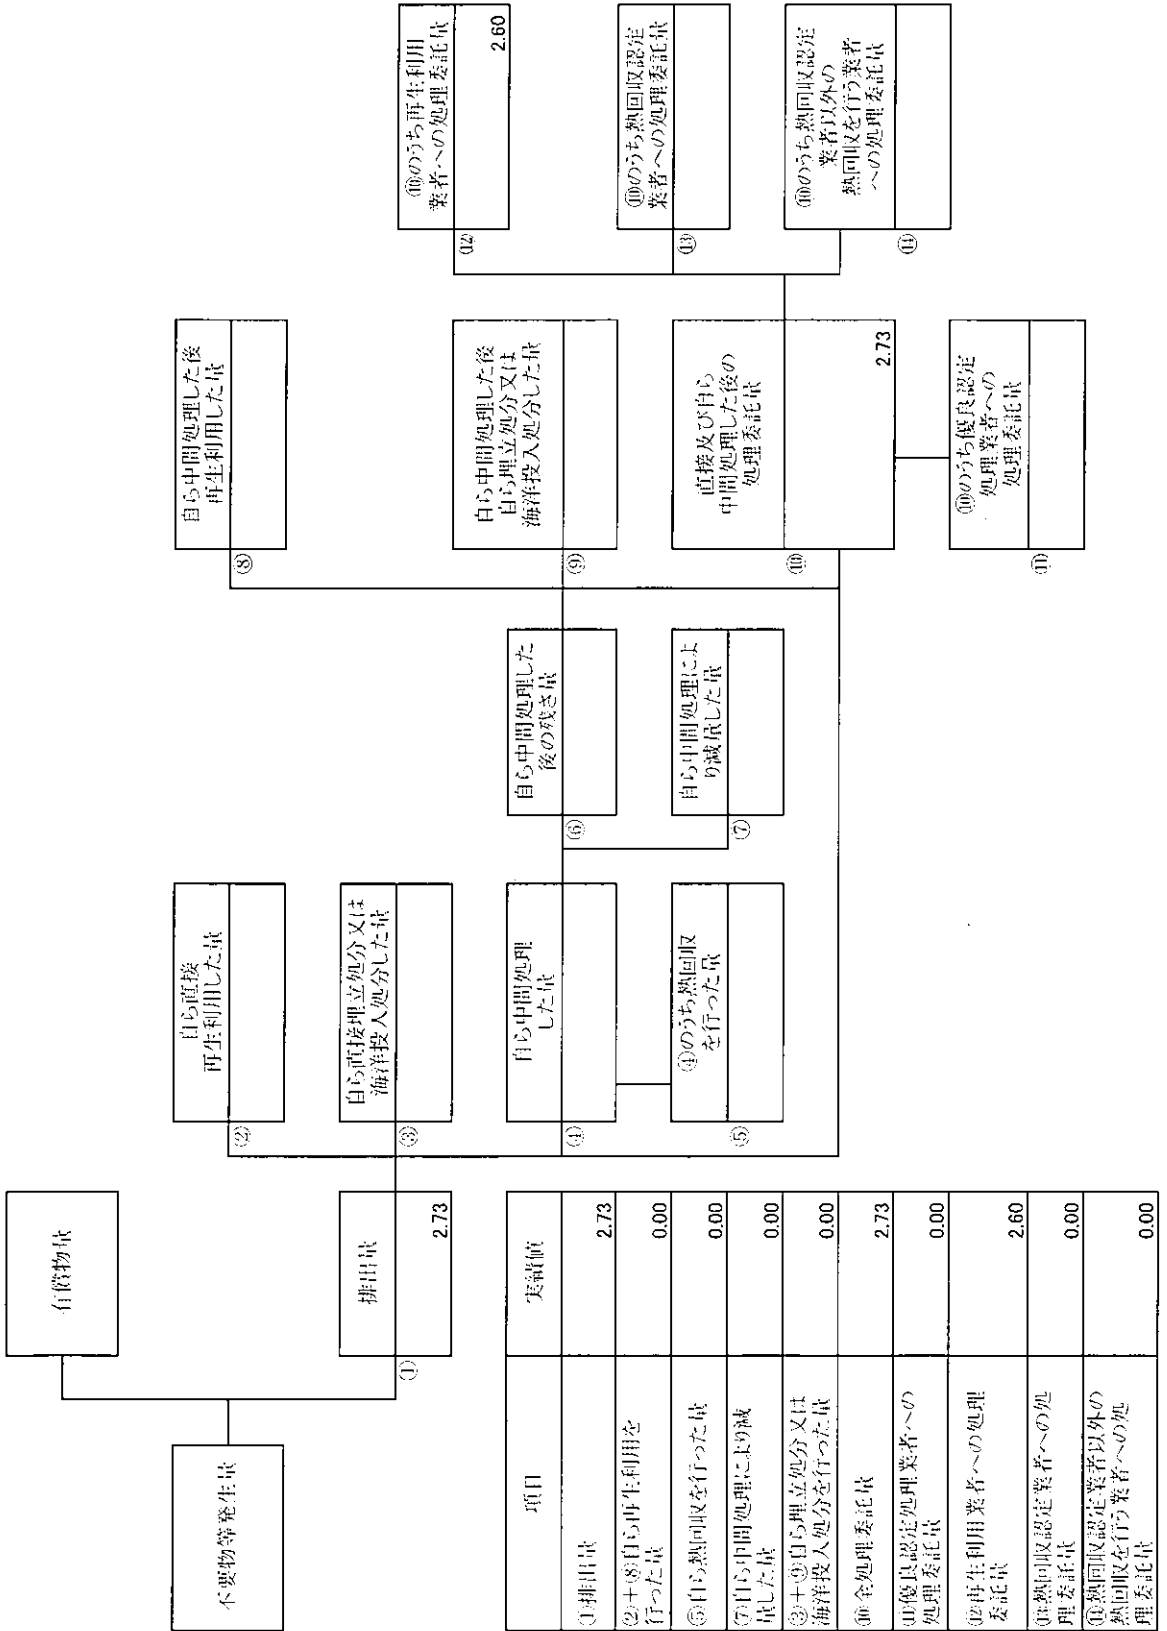 不要物等発生量
有償物量
①
排出量
2.73
②
自ら直接
再生利用した量
③
自ら直接埋立処分又は
海洋投入処分した量
④
自ら中間処理
した量
⑤
④のうち熱回収
を行った量
⑥
自ら中間処理した
後の残さ量
⑦
自ら中間処理によ
り減量した量
⑧
自ら中間処理した後
再生利用した量
⑨
自ら中間処理した後
自ら埋立処分又は
海洋投入処分した量
⑩
直接及び自ら
中間処理した後の
処理委託量
2.73
⑪
⑩のうち優良認定
処理業者への
処理委託量
⑫
⑩のうち再生利用
業者への処理委託量
2.60
⑬
⑩のうち熱回収認定
業者への処理委託量
⑭
⑩のうち熱回収認定
業者以外の
熱回収を行う業者
への処理委託量
項目
実績値
①排出量
2.73
②+⑧自ら再生利用を
行った量
0.00
⑤自ら熱回収を行った量
0.00
⑦自ら中間処理により減
量した量
0.00
③+⑨自ら埋立処分又は
海洋投入処分を行った量
0.00
⑩全処理委託量
2.73
⑪優良認定処理業者への
処理委託量
0.00
⑫再生利用業者への処理
委託量
2.60
⑬熱回収認定業者への処
理委託量
0.00
⑭熱回収認定業者以外の
熱回収を行う業者への処
理委託量
0.00